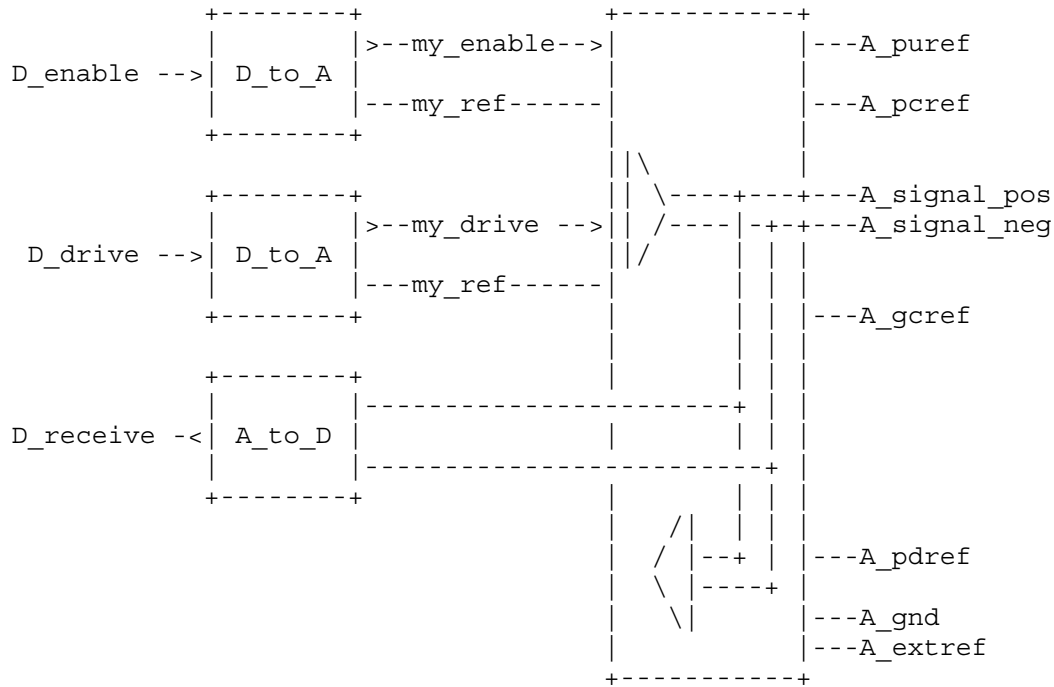 >--my_enable-->
---A_puref
D_enable -->
D_to_A
---my_ref------
---A_pcref
---A_signal_pos
>--my_drive -->
---A_signal_neg
D_drive -->
D_to_A
---my_ref------
---A_gcref
D_receive -<
A_to_D
---A_pdref
---A_gnd
---A_extref